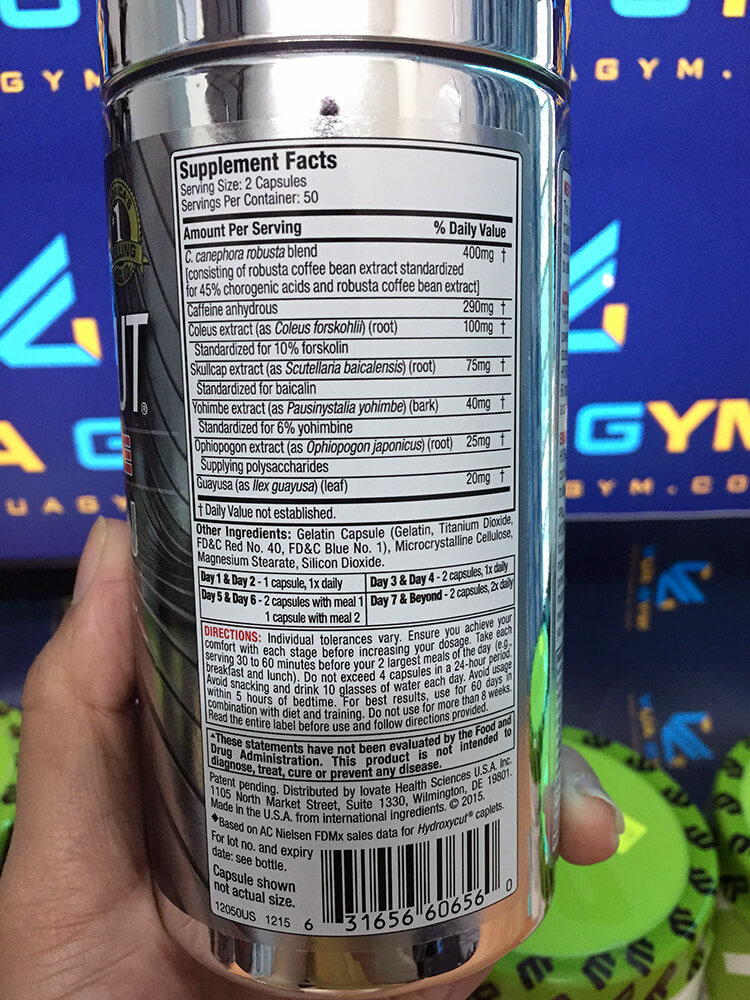 GYM.
Supplement Facts
Serving Size: 2 Capsules
Servings Per Container: 50
Amount Per Serving % Daily Value
C. canephora robusta blend 400mg †
[consisting of robusta coffee bean extract standardized
for 45% chorogenic acids and robusta coffee bean extract]
Caffeine anhydrous 290mg †
Coleus extract (as Coleus forskohlii) (root) 100mg †
Standardized for 10% forskolin
Skullcap extract (as Scutellaria baicalensis) (root) 75mg †
Standardized for baicalin
Yohimbe extract (as Pausinystalia yohimbe) (bark) 40mg †
Standardized for 6% yohimbine
Ophiopogon extract (as Ophiopogon japonicus) (root) 25mg †
Supplying polysaccharides
Guayusa (as Ilex guayusa) (leaf) 20mg †
† Daily Value not established.
Other Ingredients: Gelatin Capsule (Gelatin, Titanium Dioxide,
FD&C Red No. 40, FD&C Blue No. 1), Microcrystalline Cellulose,
Magnesium Stearate, Silicon Dioxide.
Day 1 & Day 2 - 1 capsule, 1x daily
Day 3 & Day 4 - 2 capsules, 1x daily
Day 5 & Day 6 - 2 capsules with meal 1
1 capsule with meal 2
Day 7 & Beyond - 2 capsules, 2x daily
DIRECTIONS: Individual tolerances vary. Ensure you achieve your
comfort with each stage before increasing your dosage. Take each
serving 30 to 60 minutes before your 2 largest meals of the day (e.g.,
breakfast and lunch). Do not exceed 4 capsules in a 24-hour period.
Avoid snacking and drink 10 glasses of water each day. Avoid usage
within 5 hours of bedtime. For best results, use for 60 days in
combination with diet and training. Do not use for more than 8 weeks.
Read the entire label before use and follow directions provided.
▲These statements have not been evaluated by the Food and
Drug Administration. This product is not intended to
diagnose, treat, cure or prevent any disease.
Patent pending. Distributed by Iovate Health Sciences U.S.A. Inc.
1105 North Market Street, Suite 1330, Wilmington, DE 19801.
Made in the U.S.A. from international ingredients. © 2015.
◆Based on AC Nielsen FDMx sales data for Hydroxycut® caplets.
For lot no. and expiry
date: see bottle.
Capsule shown
not actual size.
12050US 1215
6 31656 60656 0
UT®
A G
GYM
UAGY
GYM.CO